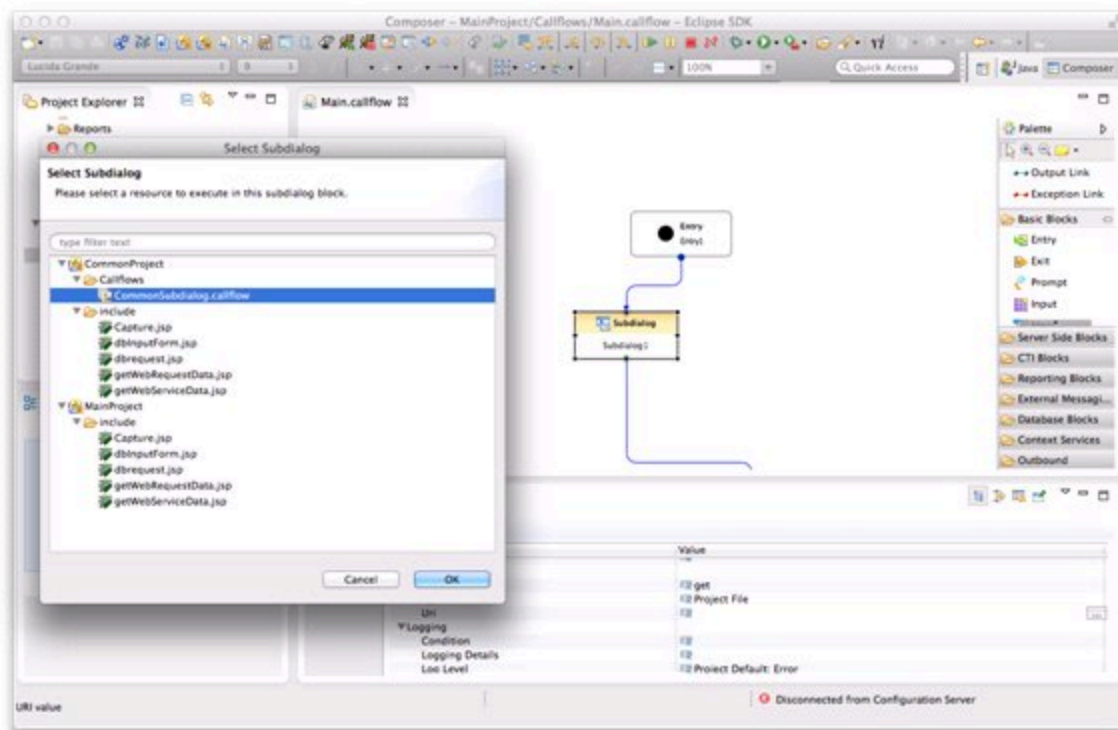 Composer – MainProject/Callflows/Main.callflow – Eclipse SDK
Lucida Grande
9
100%
Quick Access
Java
Composer
Project Explorer
Main.callflow
Reports
Select Subdialog
Select Subdialog
Please select a resource to execute in this subdialog block.
type filter text
CommonProject
Callflows
CommonSubdialog.callflow
include
Capture.jsp
dbInputForm.jsp
dbrequest.jsp
getWebRequestData.jsp
getWebServiceData.jsp
MainProject
include
Capture.jsp
dbInputForm.jsp
dbrequest.jsp
getWebRequestData.jsp
getWebServiceData.jsp
Cancel
OK
Entry
Entry1
Subdialog
Subdialog1
Palette
Output Link
Exception Link
Basic Blocks
Entry
Exit
Prompt
Input
Server Side Blocks
CTI Blocks
Reporting Blocks
External Messagi...
Database Blocks
Context Services
Outbound
Value
get
Project File
Uri
Logging
Condition
Logging Details
Log Level
Project Default: Error
URI value
Disconnected from Configuration Server